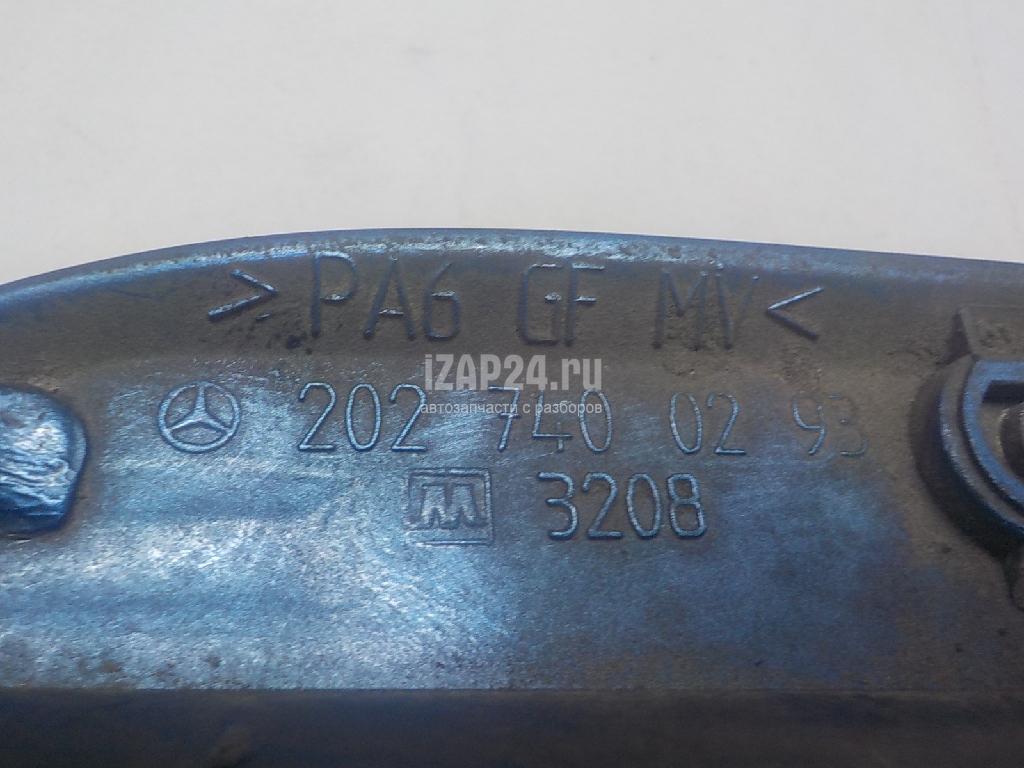 >PA6 GF MV<
iZAP24.ru
автозапчасти с разборов
202 740 02 93
3208